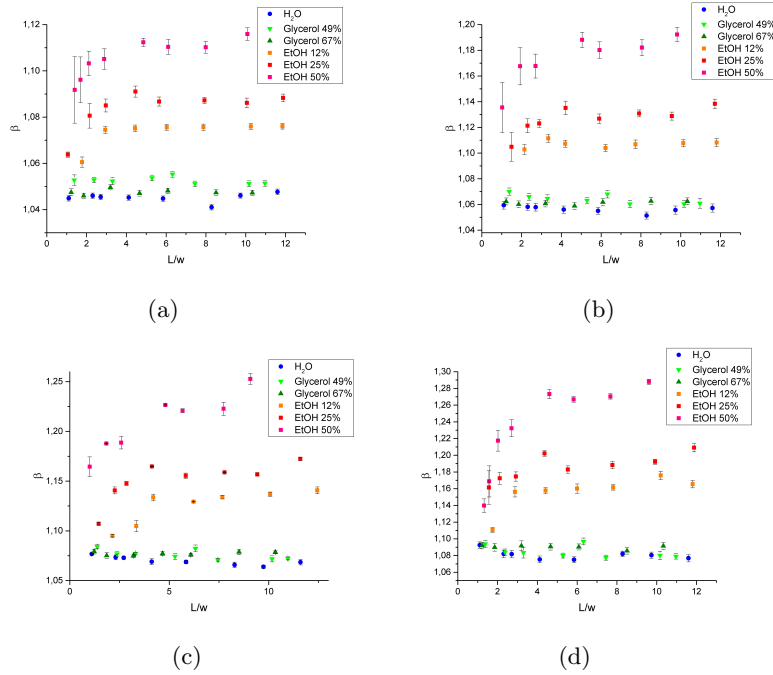 H₂O
Glycerol 49%
Glycerol 67%
EtOH 12%
EtOH 25%
EtOH 50%
1,12
1,10
1,08
1,06
1,04
β
0 2 4 6 8 10 12
L/w
(a)
H₂O
Glycerol 49%
Glycerol 67%
EtOH 12%
EtOH 25%
EtOH 50%
1,20
1,18
1,16
1,14
1,12
1,10
1,08
1,06
1,04
β
0 2 4 6 8 10 12
L/w
(b)
H₂O
Glycerol 49%
Glycerol 67%
EtOH 12%
EtOH 25%
EtOH 50%
1,25
1,20
1,15
1,10
1,05
β
5 10
L/w
(c)
H₂O
Glycerol 49%
Glycerol 67%
EtOH 12%
EtOH 25%
EtOH 50%
1,30
1,28
1,26
1,24
1,22
1,20
1,18
1,16
1,14
1,12
1,10
1,08
1,06
β
0 2 4 6 8 10 12
L/w
(d)